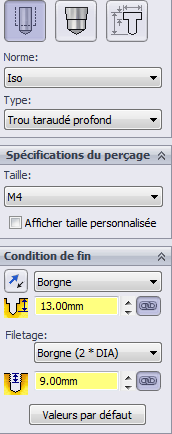 Norme:
Iso
Type:
Trou taraudé profond
Spécifications du perçage
Taille:
M4
Afficher taille personnalisée
Condition de fin
Borgne
13.00mm
Filetage:
Borgne (2 * DIA)
9.00mm
Valeurs par défaut